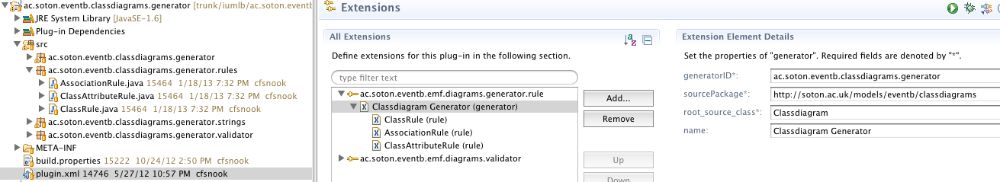 ac.soton.eventb.classdiagrams.generator [trunk/iumlb/ac.soton.eventb
JRE System Library [JavaSE-1.6]
Plug-in Dependencies
src
ac.soton.eventb.classdiagrams.generator
ac.soton.eventb.classdiagrams.generator.rules
AssociationRule.java 15464 1/18/13 7:32 PM cfsnook
ClassAttributeRule.java 15464 1/18/13 7:32 PM cfsnook
ClassRule.java 15464 1/18/13 7:32 PM cfsnook
ac.soton.eventb.classdiagrams.generator.strings
ac.soton.eventb.classdiagrams.generator.validator
META-INF
build.properties 15222 10/24/12 2:50 PM cfsnook
plugin.xml 14746 5/27/12 10:57 PM cfsnook
Extensions
All Extensions
Define extensions for this plug-in in the following section.
type filter text
ac.soton.eventb.emf.diagrams.generator.rule
Classdiagram Generator (generator)
ClassRule (rule)
AssociationRule (rule)
ClassAttributeRule (rule)
ac.soton.eventb.emf.diagrams.validator
Add...
Remove
Up
Down
Extension Element Details
Set the properties of "generator". Required fields are denoted by "*".
generatorID*: ac.soton.eventb.classdiagrams.generator
sourcePackage*: http://soton.ac.uk/models/eventb/classdiagrams
root_source_class*: Classdiagram
name: Classdiagram Generator